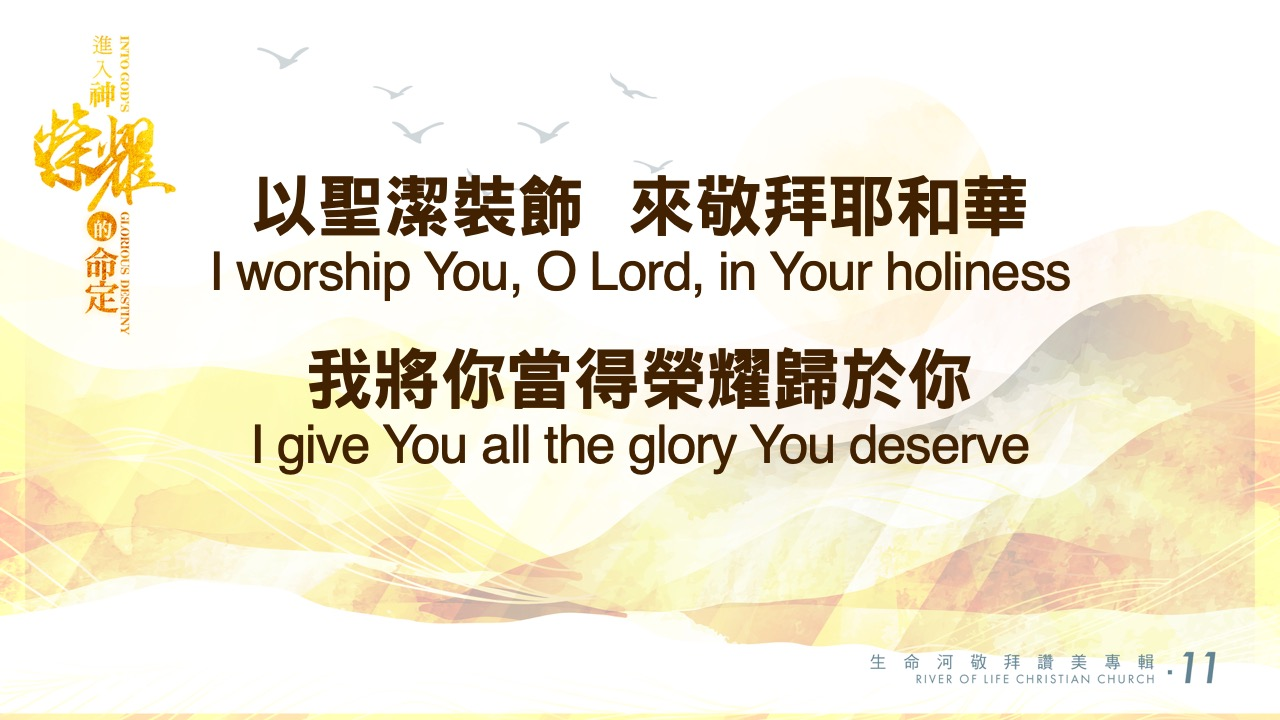 進入神
榮耀
的
命定
INTO GOD'S
GLORIOUS DESTINY
以聖潔裝飾 來敬拜耶和華
I worship You, O Lord, in Your holiness
我將你當得榮耀歸於你
I give You all the glory You deserve
生命河敬拜讚美專輯
RIVER OF LIFE CHRISTIAN CHURCH
·11